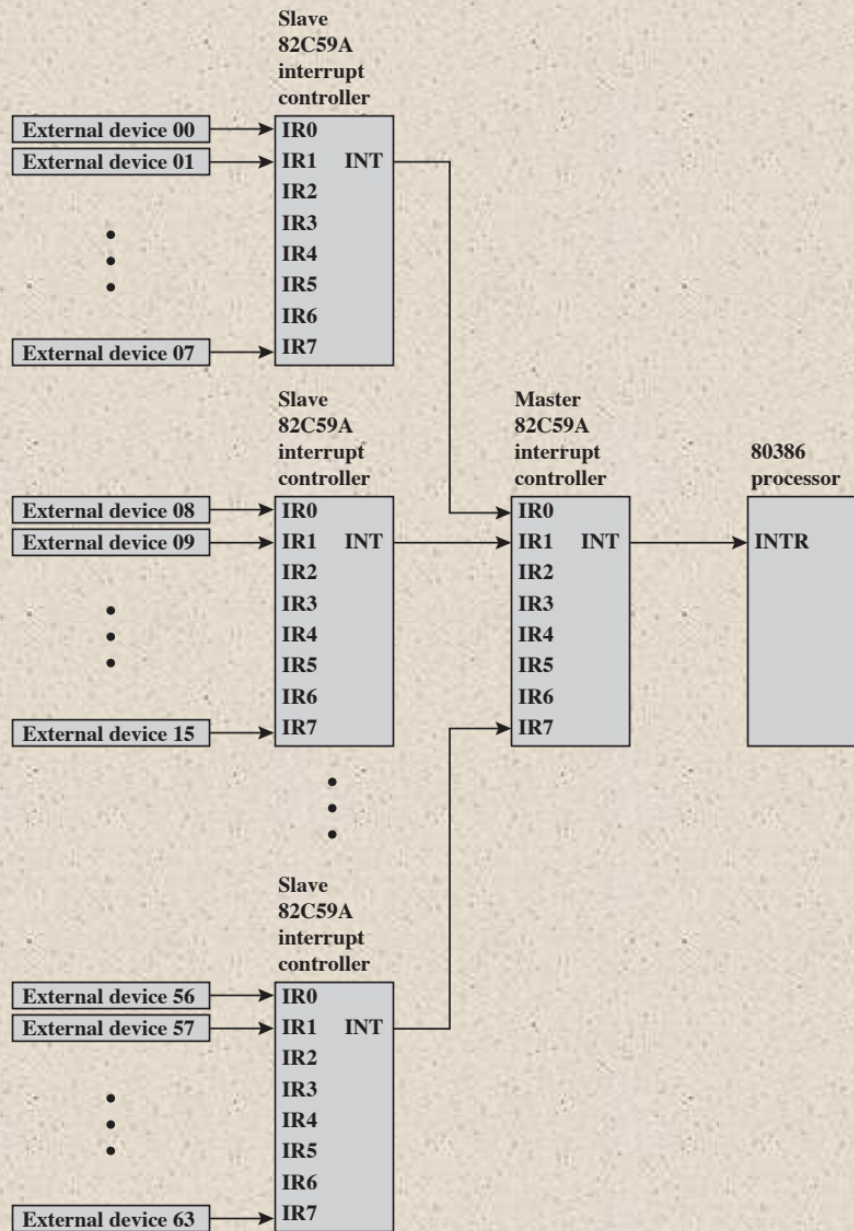 Slave
82C59A
interrupt
controller
External device 00
External device 01
External device 07
IR0
IR1 INT
IR2
IR3
IR4
IR5
IR6
IR7
Slave
82C59A
interrupt
controller
External device 08
External device 09
External device 15
IR0
IR1 INT
IR2
IR3
IR4
IR5
IR6
IR7
Master
82C59A
interrupt
controller
IR0
IR1 INT
IR2
IR3
IR4
IR5
IR6
IR7
80386
processor
INTR
Slave
82C59A
interrupt
controller
External device 56
External device 57
External device 63
IR0
IR1 INT
IR2
IR3
IR4
IR5
IR6
IR7